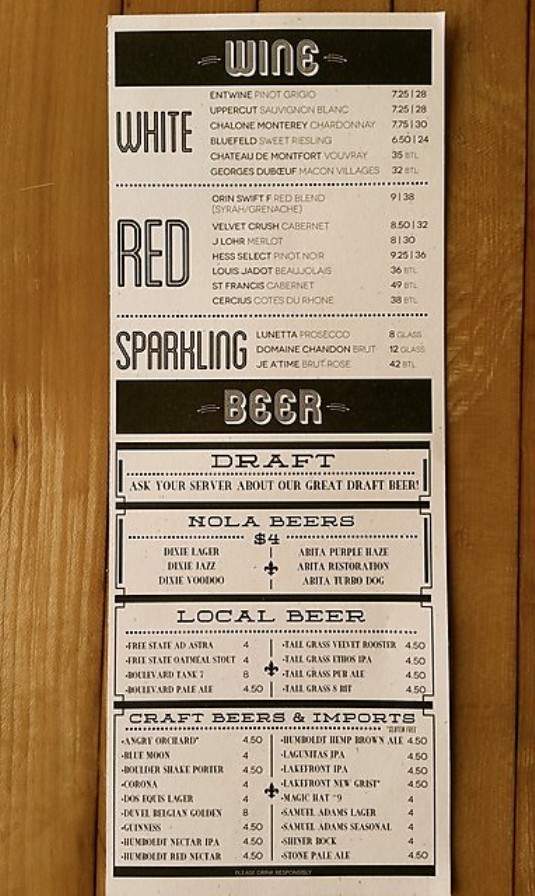 WINE
WHITE
ENTWINE PINOT GRIGIO 7.25 | 28
UPPERCUT SAUVIGNON BLANC 7.25 | 28
CHALONE MONTEREY CHARDONNAY 7.75 | 30
BLUEFELD SWEET RIESLING 6.50 | 24
CHATEAU DE MONTFORT VOUVRAY 35 BTL
GEORGES DUBŒUF MACON VILLAGES 32 BTL
RED
ORIN SWIFT F RED BLEND 9 | 38
(SYRAH/GRENACHE)
VELVET CRUSH CABERNET 8.50 | 32
J LOHR MERLOT 8 | 30
HESS SELECT PINOT NOIR 9.25 | 36
LOUIS JADOT BEAUJOLAIS 36 BTL
ST FRANCIS CABERNET 49 BTL
CERCIUS COTES DU RHONE 38 BTL
SPARKLING
LUNETTA PROSECCO 8 GLASS
DOMAINE CHANDON BRUT 12 GLASS
JE A'TIME BRUT ROSE 42 BTL
BEER
DRAFT
ASK YOUR SERVER ABOUT OUR GREAT DRAFT BEER!
NOLA BEERS
$4
DIXIE LAGER ABITA PURPLE HAZE
DIXIE JAZZ ABITA RESTORATION
DIXIE VOODOO ABITA TURBO DOG
LOCAL BEER
•FREE STATE AD ASTRA 4 •TALL GRASS VELVET ROOSTER 4.50
•FREE STATE OATMEAL STOUT 4 •TALL GRASS ETHOS IPA 4.50
•BOULEVARD TANK 7 8 •TALL GRASS PUB ALE 4.50
•BOULEVARD PALE ALE 4.50 •TALL GRASS 8 BIT 4.50
CRAFT BEERS & IMPORTS
*GLUTEN FREE
•ANGRY ORCHARD* 4.50 •HUMBOLDT HEMP BROWN ALE 4.50
•BLUE MOON 4 •LAGUNITAS IPA 4.50
•BOULDER SHAKE PORTER 4.50 •LAKEFRONT IPA 4.50
•CORONA 4 •LAKEFRONT NEW GRIST* 4.50
•DOS EQUIS LAGER 4 •MAGIC HAT #9 4
•DUVEL BELGIAN GOLDEN 8 •SAMUEL ADAMS LAGER 4
•GUINNESS 4.50 •SAMUEL ADAMS SEASONAL 4
•HUMBOLDT NECTAR IPA 4.50 •SHINER BOCK 4
•HUMBOLDT RED NECTAR 4.50 •STONE PALE ALE 4.50
PLEASE DRINK RESPONSIBLY